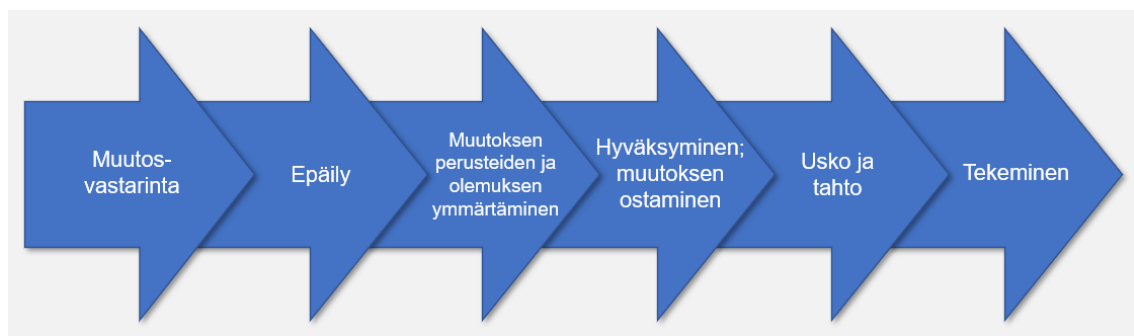 Muutos-
vastarinta
Epäily
Muutoksen
perusteiden ja
olemuksen
ymmärtäminen
Hyväksyminen;
muutoksen
ostaminen
Usko ja
tahto
Tekeminen